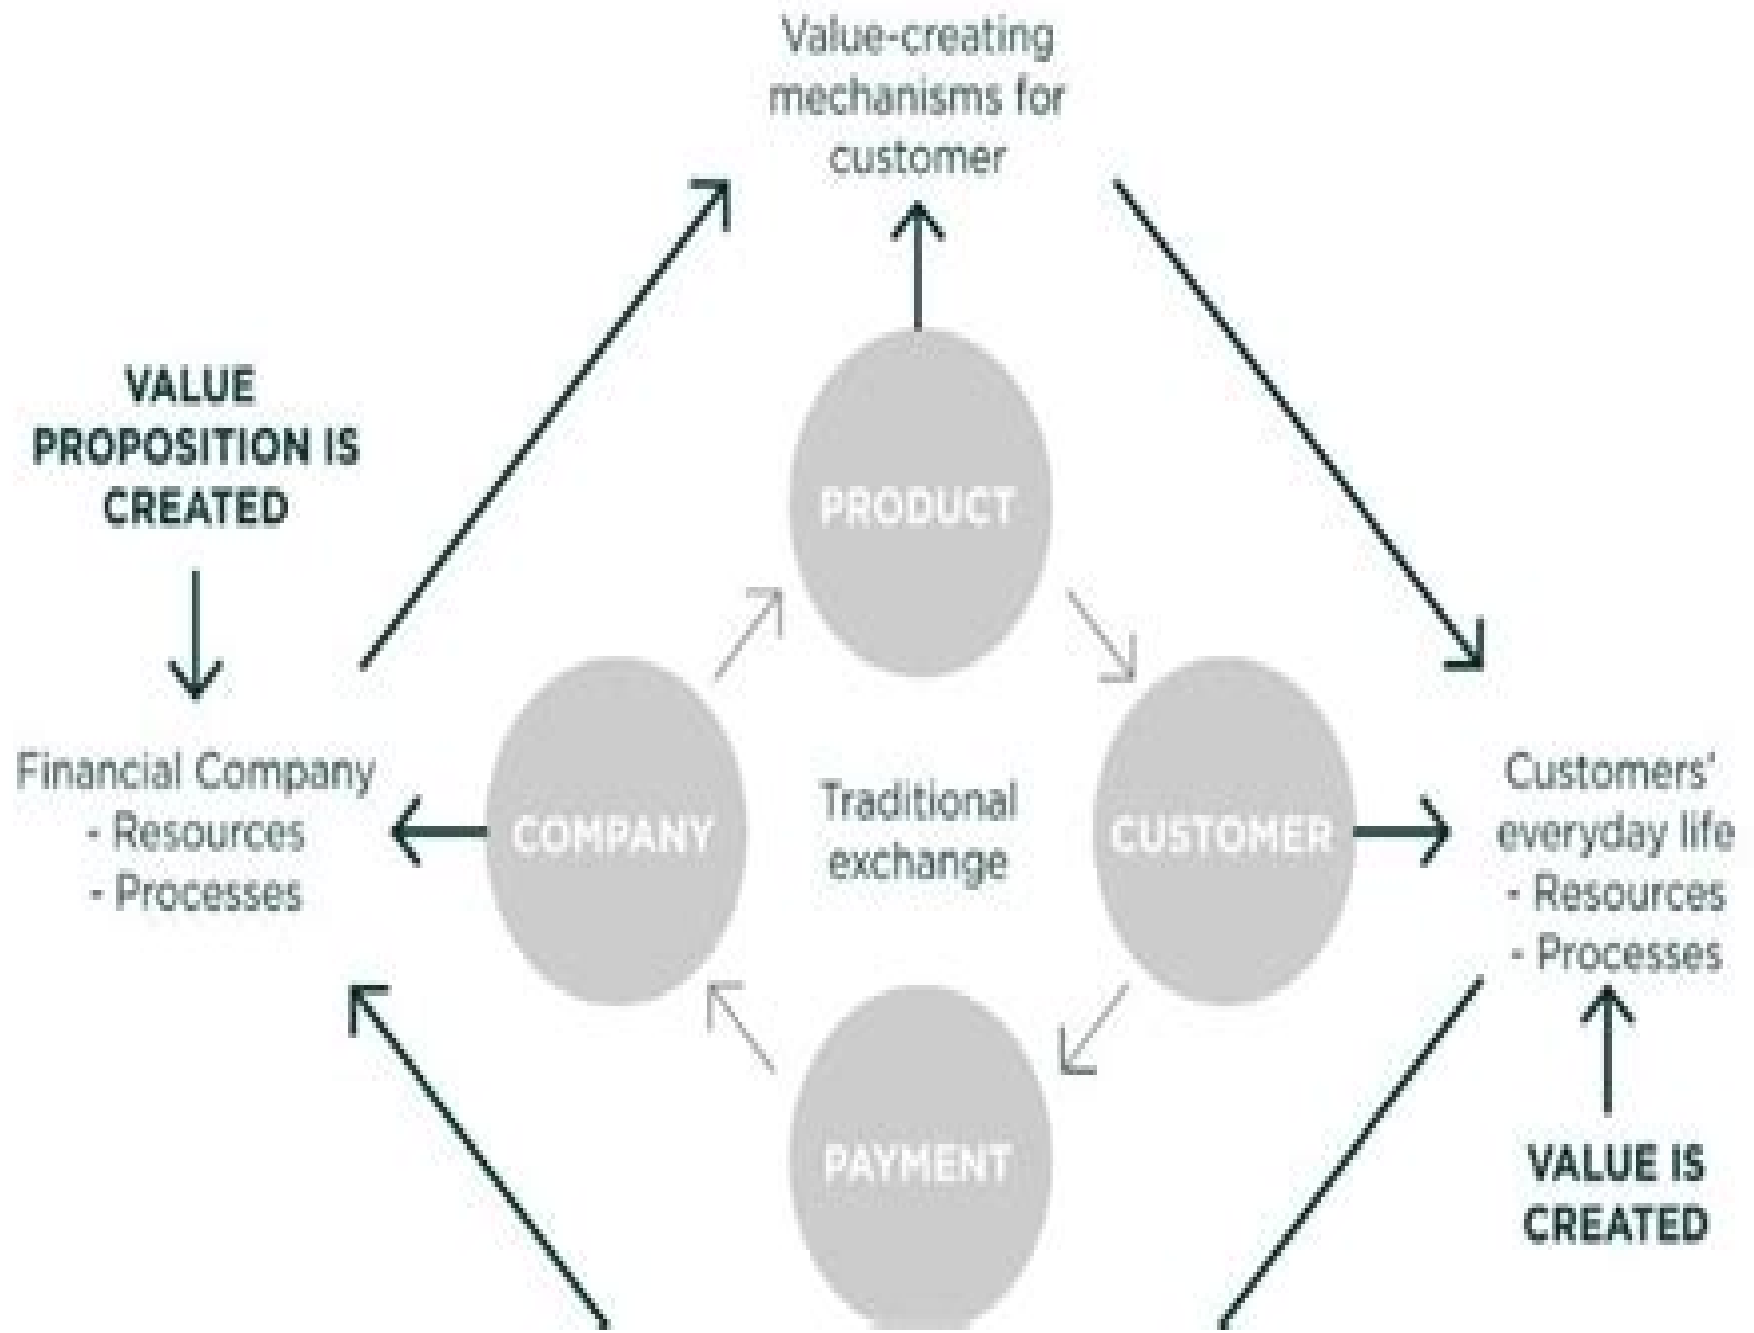 Value-creating
mechanisms for
customer
VALUE
PROPOSITION IS
CREATED
PRODUCT
Financial Company
- Resources
- Processes
COMPANY
Traditional
exchange
CUSTOMER
Customers'
everyday life
- Resources
- Processes
PAYMENT
VALUE IS
CREATED